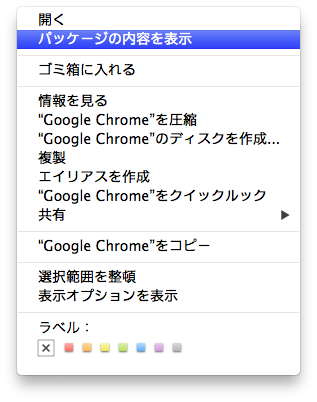 開く
パッケージの内容を表示
ゴミ箱に入れる
情報を見る
“Google Chrome”を圧縮
“Google Chrome”のディスクを作成...
複製
エイリアスを作成
“Google Chrome”をクイックルック
共有
“Google Chrome”をコピー
選択範囲を整頓
表示オプションを表示
ラベル：